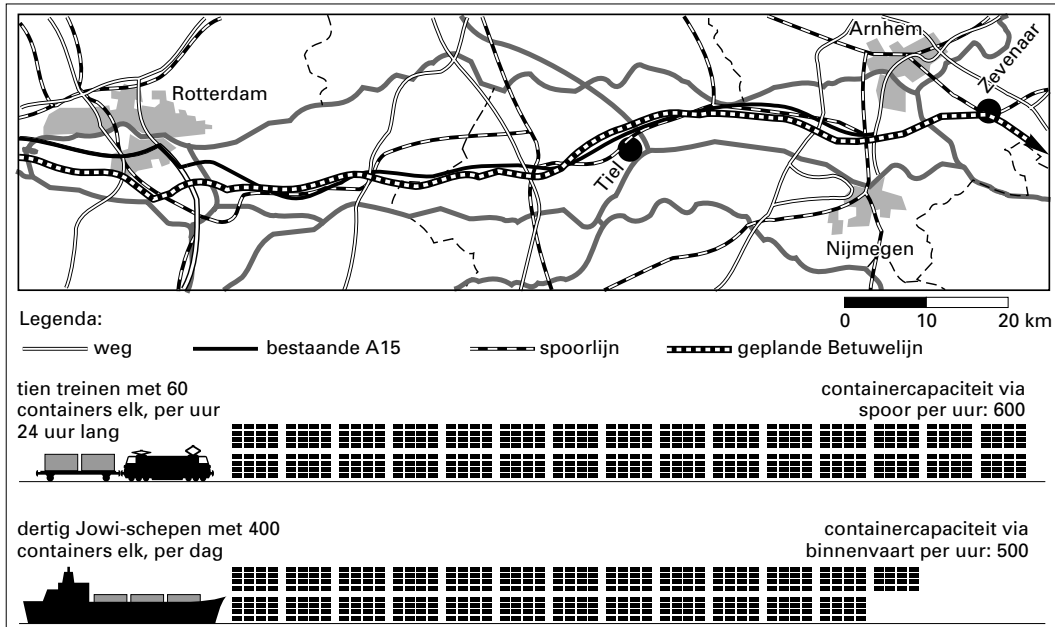 Arnhem
Zevenaar
Rotterdam
Tiel
Nijmegen
Legenda:
0 10 20 km
weg
bestaande A15
spoorlijn
geplande Betuwelijn
tien treinen met 60
containers elk, per uur
24 uur lang
containercapaciteit via
spoor per uur: 600
dertig Jowi-schepen met 400
containers elk, per dag
containercapaciteit via
binnenvaart per uur: 500